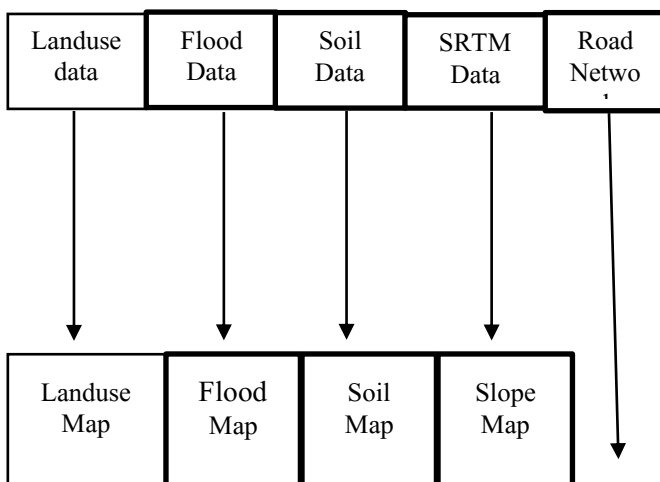 Landuse
data
Flood
Data
Soil
Data
SRTM
Data
Road
Netwo
Landuse
Map
Flood
Map
Soil
Map
Slope
Map